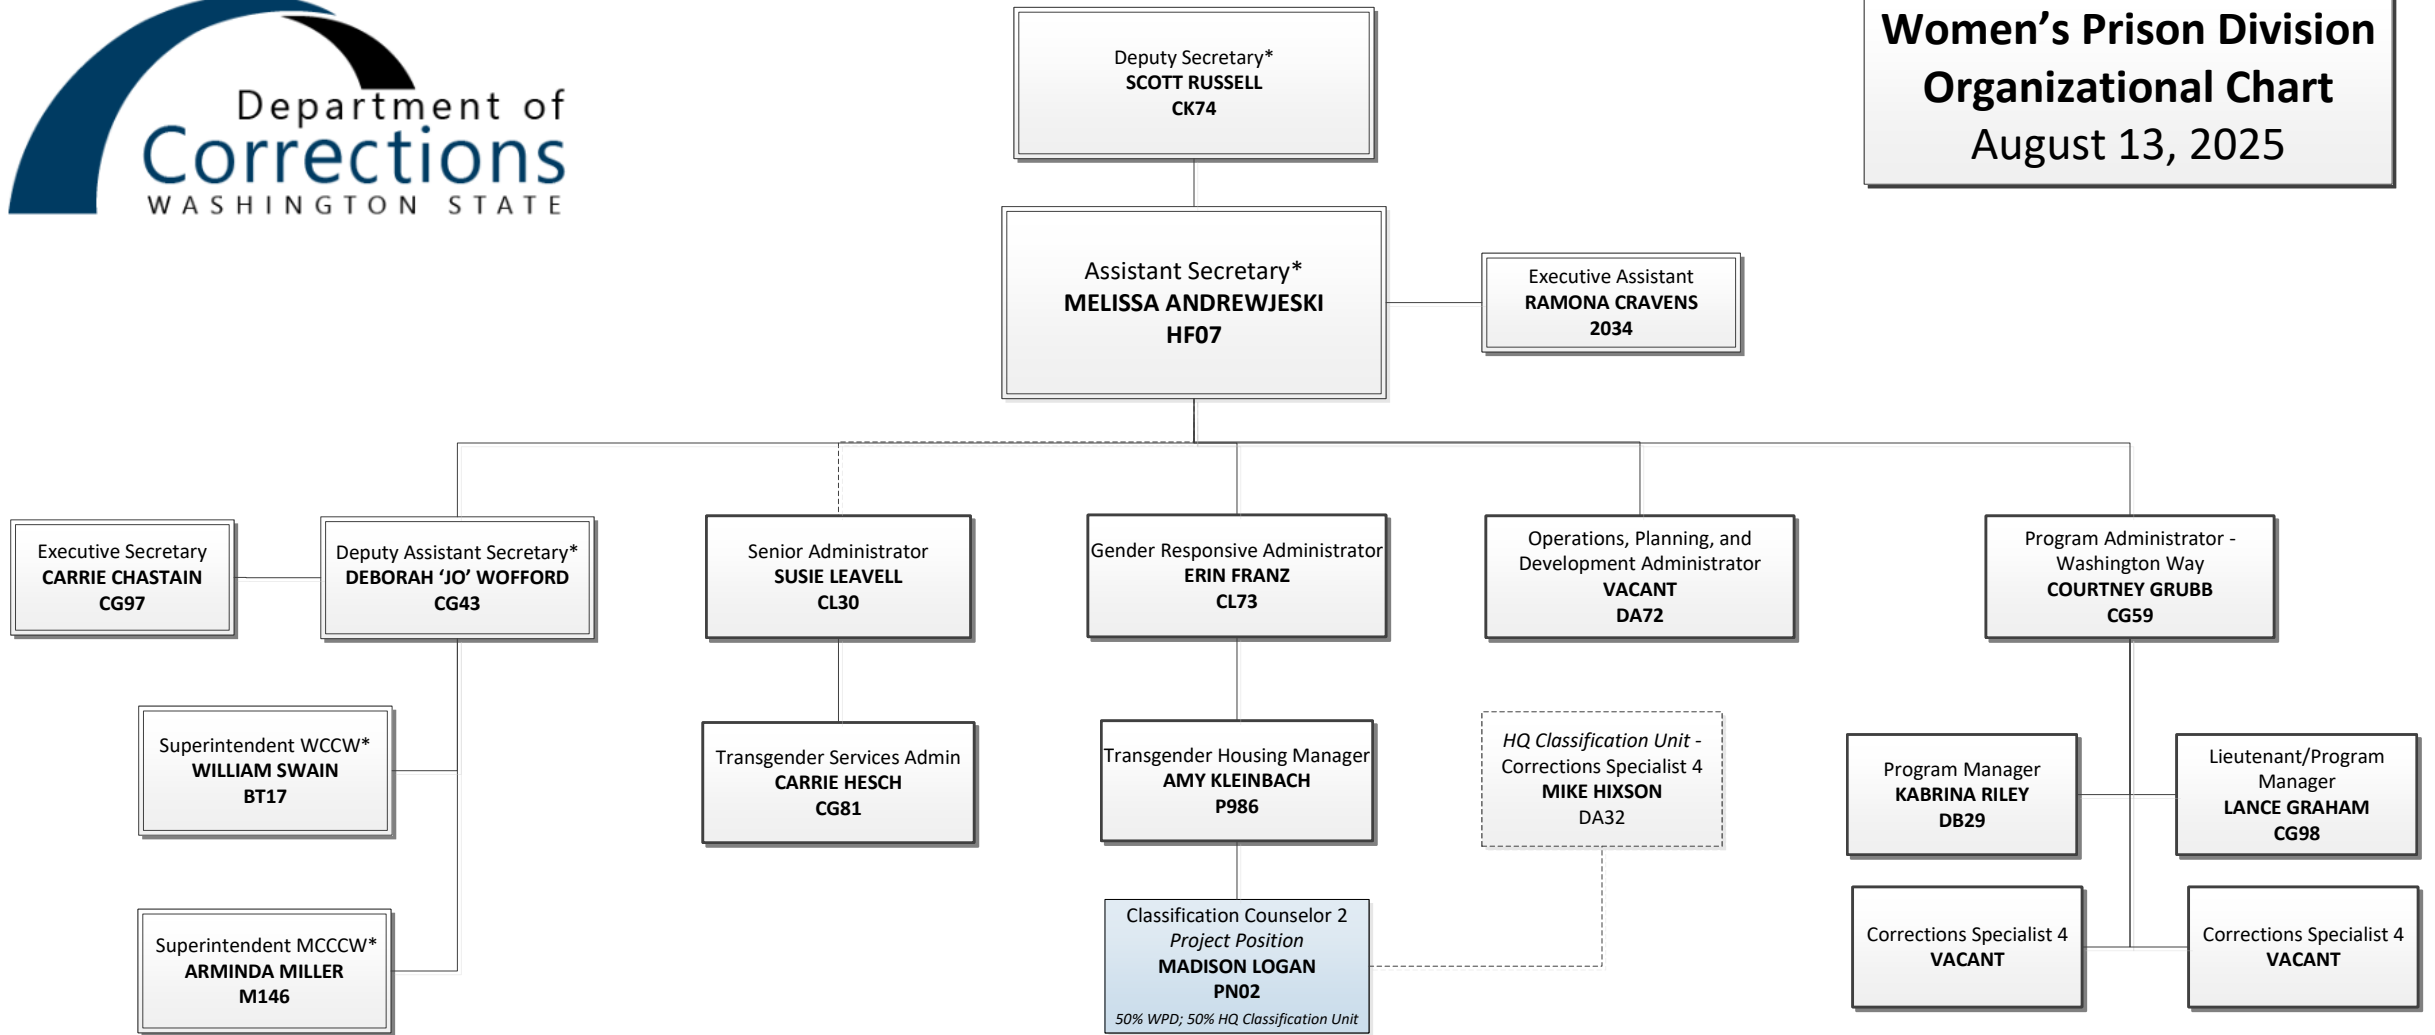 Department of
Corrections
WASHINGTON STATE
Deputy Secretary*
SCOTT RUSSELL
CK74
Women’s Prison Division
Organizational Chart
August 13, 2025
Assistant Secretary*
MELISSA ANDREWJESKI
HF07
Executive Assistant
RAMONA CRAVENS
2034
Executive Secretary
CARRIE CHASTAIN
CG97
Deputy Assistant Secretary*
DEBORAH ‘JO’ WOFFORD
CG43
Senior Administrator
SUSIE LEAVELL
CL30
Gender Responsive Administrator
ERIN FRANZ
CL73
Operations, Planning, and
Development Administrator
VACANT
DA72
Program Administrator -
Washington Way
COURTNEY GRUBB
CG59
Superintendent WCCW*
WILLIAM SWAIN
BT17
Transgender Services Admin
CARRIE HESCH
CG81
Transgender Housing Manager
AMY KLEINBACH
P986
HQ Classification Unit -
Corrections Specialist 4
MIKE HIXSON
DA32
Program Manager
KABRINA RILEY
DB29
Lieutenant/Program
Manager
LANCE GRAHAM
CG98
Superintendent MCCCW*
ARMINDA MILLER
M146
Classification Counselor 2
Project Position
MADISON LOGAN
PN02
50% WPD; 50% HQ Classification Unit
Corrections Specialist 4
VACANT
Corrections Specialist 4
VACANT